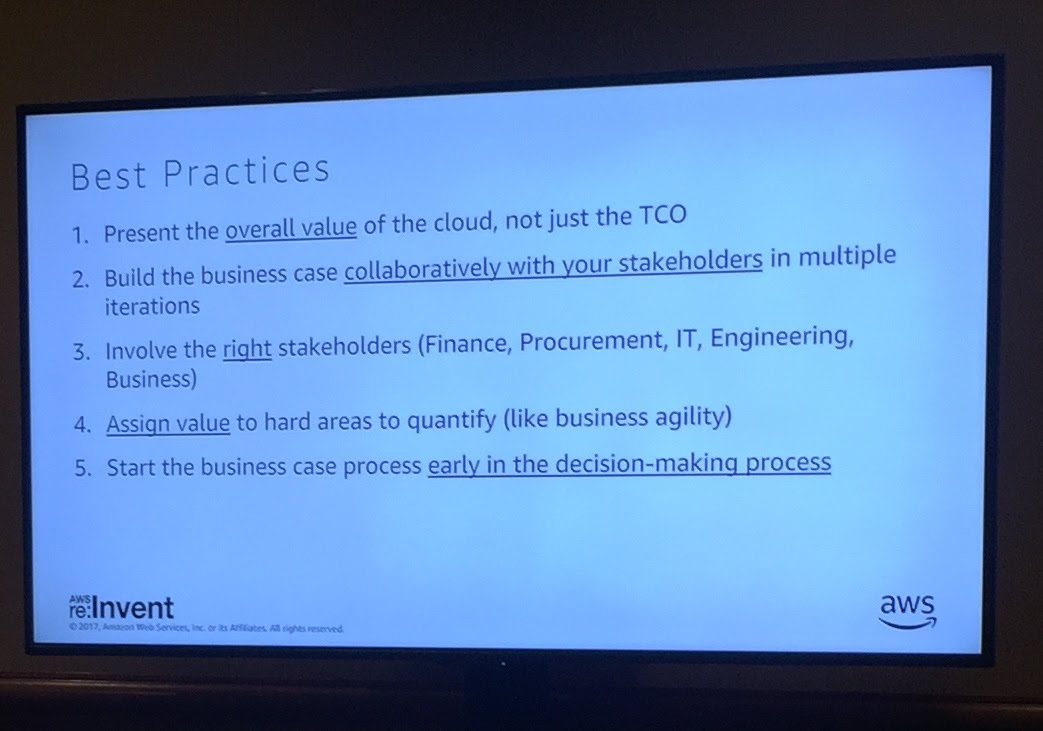 Best Practices
1. Present the overall value of the cloud, not just the TCO
2. Build the business case collaboratively with your stakeholders in multiple
iterations
3. Involve the right stakeholders (Finance, Procurement, IT, Engineering,
Business)
4. Assign value to hard areas to quantify (like business agility)
5. Start the business case process early in the decision-making process
AWS
re:Invent
© 2017, Amazon Web Services, Inc. or its Affiliates. All rights reserved.
aws